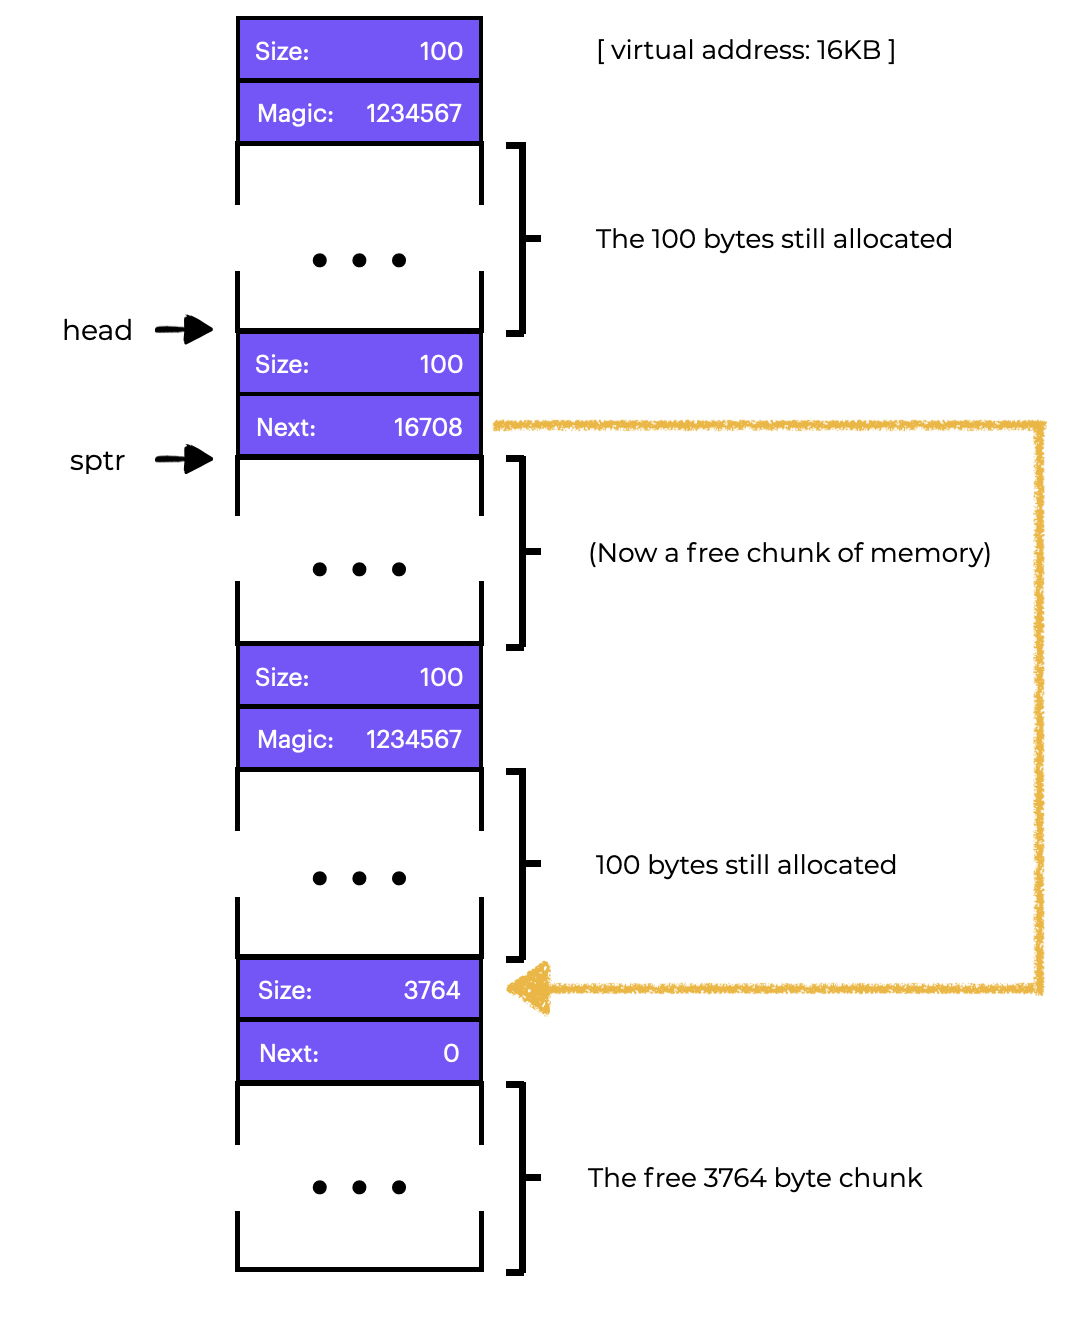 Size: 100
[ virtual address: 16KB ]
Magic: 1234567
The 100 bytes still allocated
head
Size: 100
Next: 16708
sptr
(Now a free chunk of memory)
Size: 100
Magic: 1234567
100 bytes still allocated
Size: 3764
Next: 0
The free 3764 byte chunk